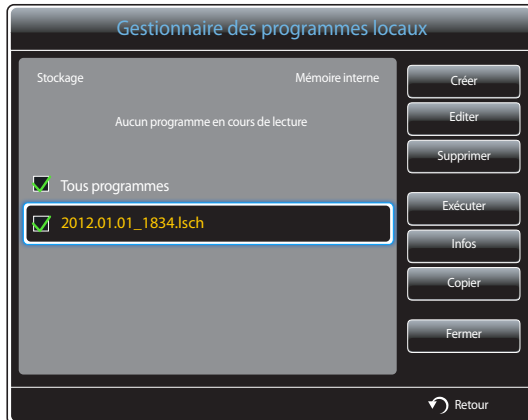 Gestionnaire des programmes locaux
Stockage Mémoire interne
Aucun programme en cours de lecture
Tous programmes
2012.01.01_1834.lsch
Créer
Editer
Supprimer
Exécuter
Infos
Copier
Fermer
Retour